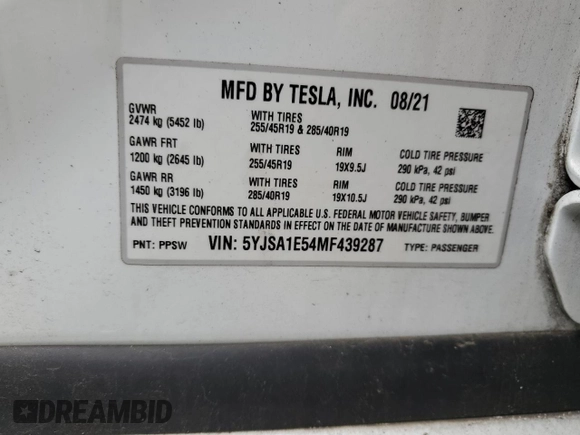 MFD BY TESLA, INC. 08/21
GVWR
2474 kg (5452 lb)
WITH TIRES
255/45R19 & 285/40R19
GAWR FRT
1200 kg (2645 lb)
WITH TIRES
255/45R19
RIM
19X9.5J
COLD TIRE PRESSURE
290 kPa, 42 psi
GAWR RR
1450 kg (3196 lb)
WITH TIRES
285/40R19
RIM
19X10.5J
COLD TIRE PRESSURE
290 kPa, 42 psi
THIS VEHICLE CONFORMS TO ALL APPLICABLE U.S. FEDERAL MOTOR VEHICLE SAFETY, BUMPER
AND THEFT PREVENTION STANDARDS IN EFFECT ON THE DATE OF MANUFACTURE SHOWN ABOVE.
PNT: PPSW VIN: 5YJSA1E54MF439287 TYPE: PASSENGER
DREAMBID